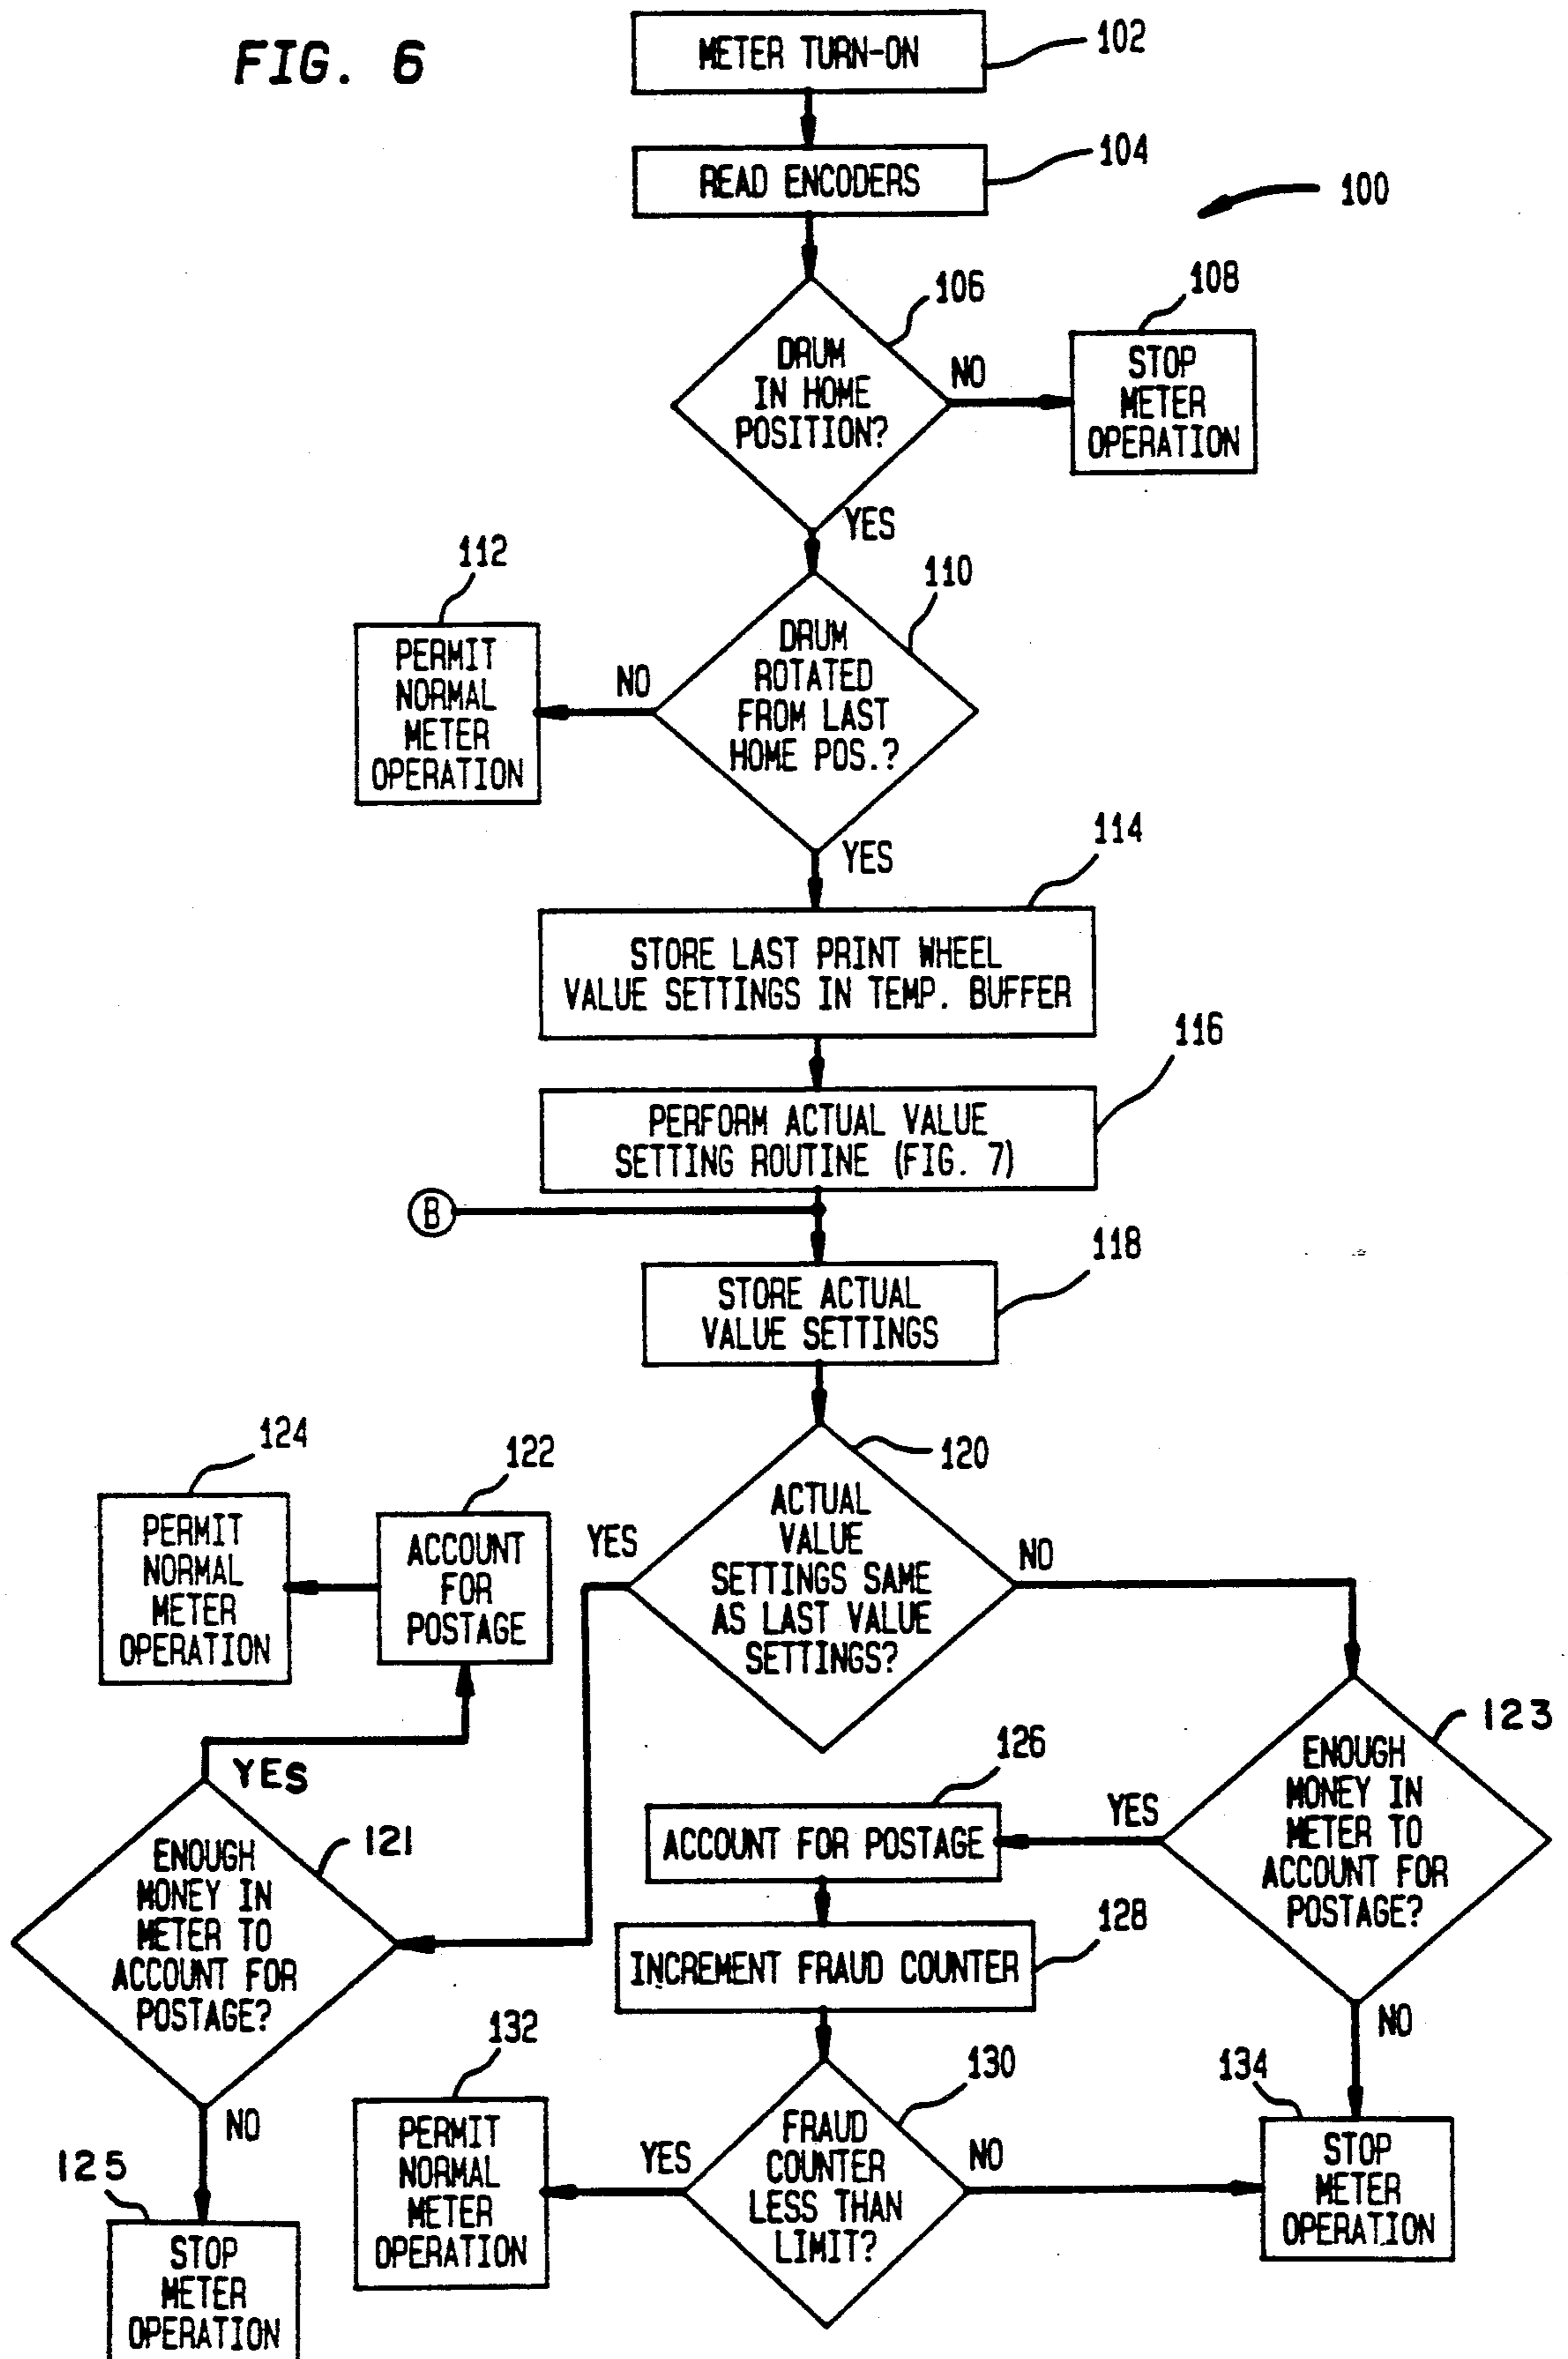 FIG. 6
METER TURN-ON
102
READ ENCODERS
104
100
106
DRUM
IN HOME
POSITION?
NO
108
STOP
METER
OPERATION
YES
110
DRUM
ROTATED
FROM LAST
HOME POS.?
NO
112
PERMIT
NORMAL
METER
OPERATION
YES
114
STORE LAST PRINT WHEEL
VALUE SETTINGS IN TEMP. BUFFER
116
PERFORM ACTUAL VALUE
SETTING ROUTINE (FIG. 7)
B
118
STORE ACTUAL
VALUE SETTINGS
120
ACTUAL
VALUE
SETTINGS SAME
AS LAST VALUE
SETTINGS?
YES
NO
124
PERMIT
NORMAL
METER
OPERATION
122
ACCOUNT
FOR
POSTAGE
YES
121
ENOUGH
MONEY IN
METER TO
ACCOUNT FOR
POSTAGE?
NO
125
STOP
METER
OPERATION
123
ENOUGH
MONEY IN
METER TO
ACCOUNT FOR
POSTAGE?
YES
NO
126
ACCOUNT FOR POSTAGE
128
INCREMENT FRAUD COUNTER
130
FRAUD
COUNTER
LESS THAN
LIMIT?
YES
NO
132
PERMIT
NORMAL
METER
OPERATION
134
STOP
METER
OPERATION